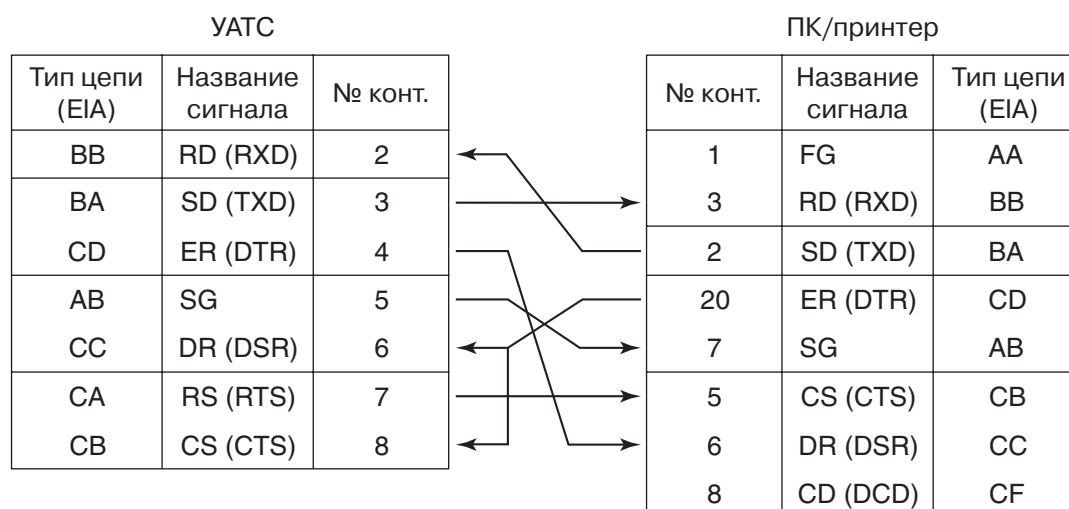 УАТС
ПК/принтер
Тип цепи (EIA) Название сигнала № конт.
№ конт. Название сигнала Тип цепи (EIA)
BB RD (RXD) 2
1 FG AA
BA SD (TXD) 3
3 RD (RXD) BB
CD ER (DTR) 4
2 SD (TXD) BA
AB SG 5
20 ER (DTR) CD
CC DR (DSR) 6
7 SG AB
CA RS (RTS) 7
5 CS (CTS) CB
CB CS (CTS) 8
6 DR (DSR) CC
8 CD (DCD) CF